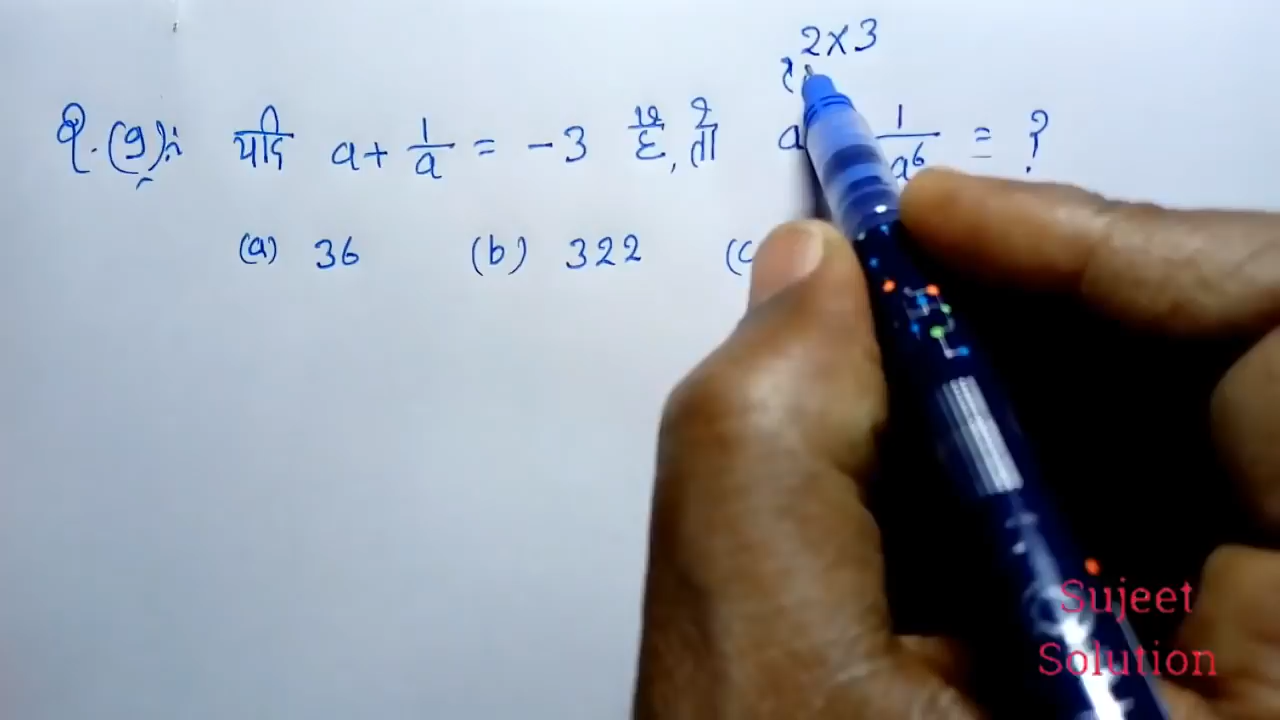 2×3
Q.(9):- यदि a + 1/a = -3 है, तो a 1/a⁶ = ?
(a) 36 (b) 322 (c
Sujeet
Solution